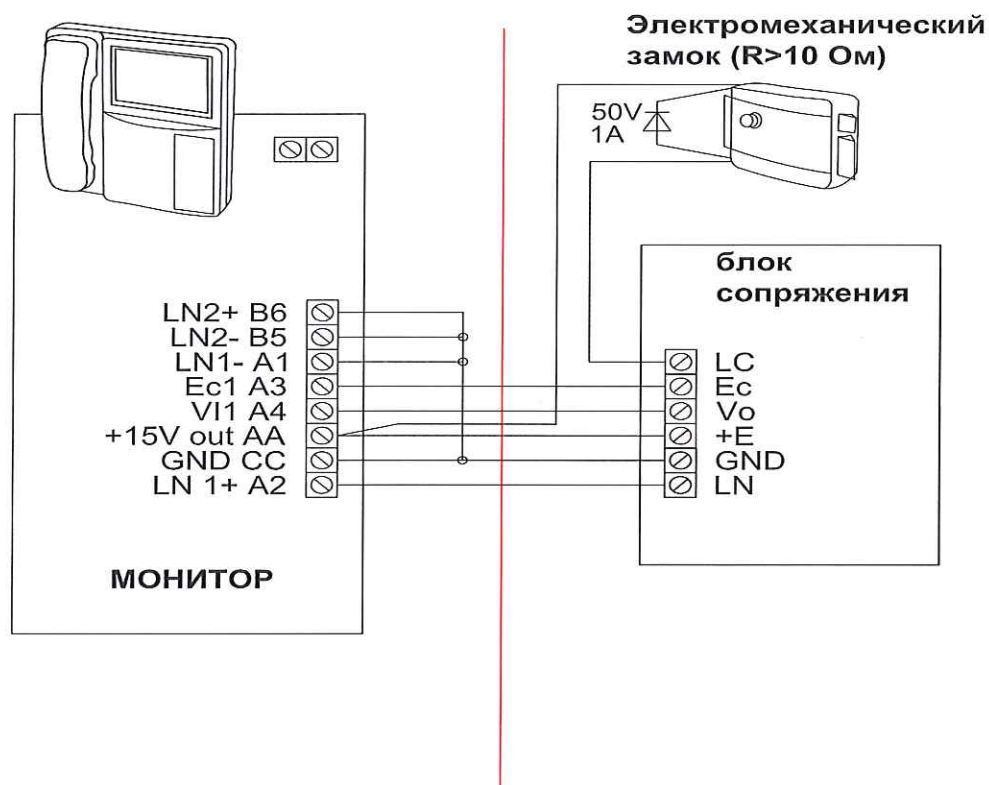 Электромеханический
замок (R>10 Ом)
50V
1A
LN2+ B6
LN2- B5
LN1- A1
Ec1 A3
VI1 A4
+15V out AA
GND CC
LN 1+ A2
МОНИТОР
блок
сопряжения
LC
Ec
Vo
+E
GND
LN